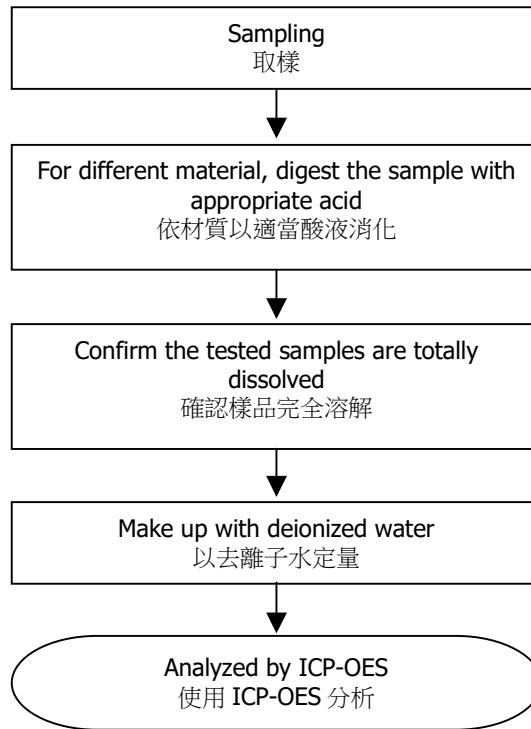 Sampling
取樣
For different material, digest the sample with
appropriate acid
依材質以適當酸液消化
Confirm the tested samples are totally
dissolved
確認樣品完全溶解
Make up with deionized water
以去離子水定量
Analyzed by ICP-OES
使用 ICP-OES 分析